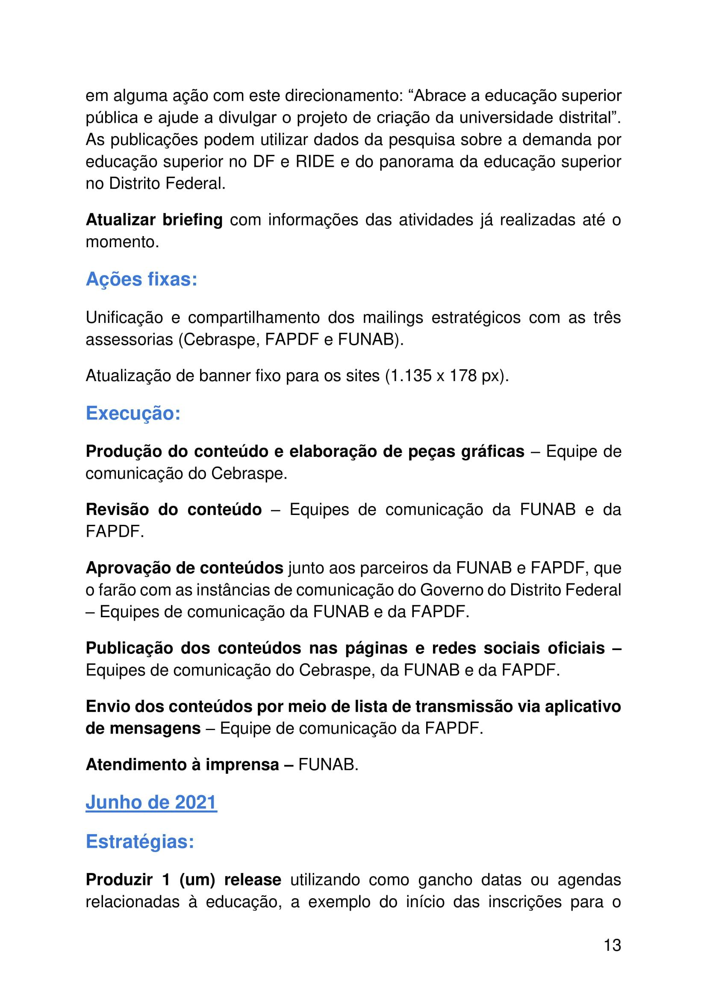 em alguma ação com este direcionamento: “Abrace a educação superior
pública e ajude a divulgar o projeto de criação da universidade distrital”.
As publicações podem utilizar dados da pesquisa sobre a demanda por
educação superior no DF e RIDE e do panorama da educação superior
no Distrito Federal.
Atualizar briefing com informações das atividades já realizadas até o
momento.
Ações fixas:
Unificação e compartilhamento dos mailings estratégicos com as três
assessorias (Cebraspe, FAPDF e FUNAB).
Atualização de banner fixo para os sites (1.135 x 178 px).
Execução:
Produção do conteúdo e elaboração de peças gráficas – Equipe de
comunicação do Cebraspe.
Revisão do conteúdo – Equipes de comunicação da FUNAB e da
FAPDF.
Aprovação de conteúdos junto aos parceiros da FUNAB e FAPDF, que
o farão com as instâncias de comunicação do Governo do Distrito Federal
– Equipes de comunicação da FUNAB e da FAPDF.
Publicação dos conteúdos nas páginas e redes sociais oficiais –
Equipes de comunicação do Cebraspe, da FUNAB e da FAPDF.
Envio dos conteúdos por meio de lista de transmissão via aplicativo
de mensagens – Equipe de comunicação da FAPDF.
Atendimento à imprensa – FUNAB.
Junho de 2021
Estratégias:
Produzir 1 (um) release utilizando como gancho datas ou agendas
relacionadas à educação, a exemplo do início das inscrições para o
13